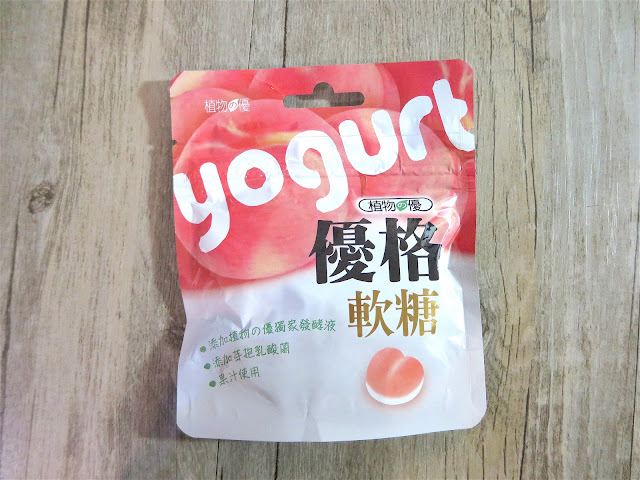 植物の優
yogurt
植物の優
優格
軟糖
●添加植物の優獨家發酵液
●添加芽孢乳酸菌
●果汁使用